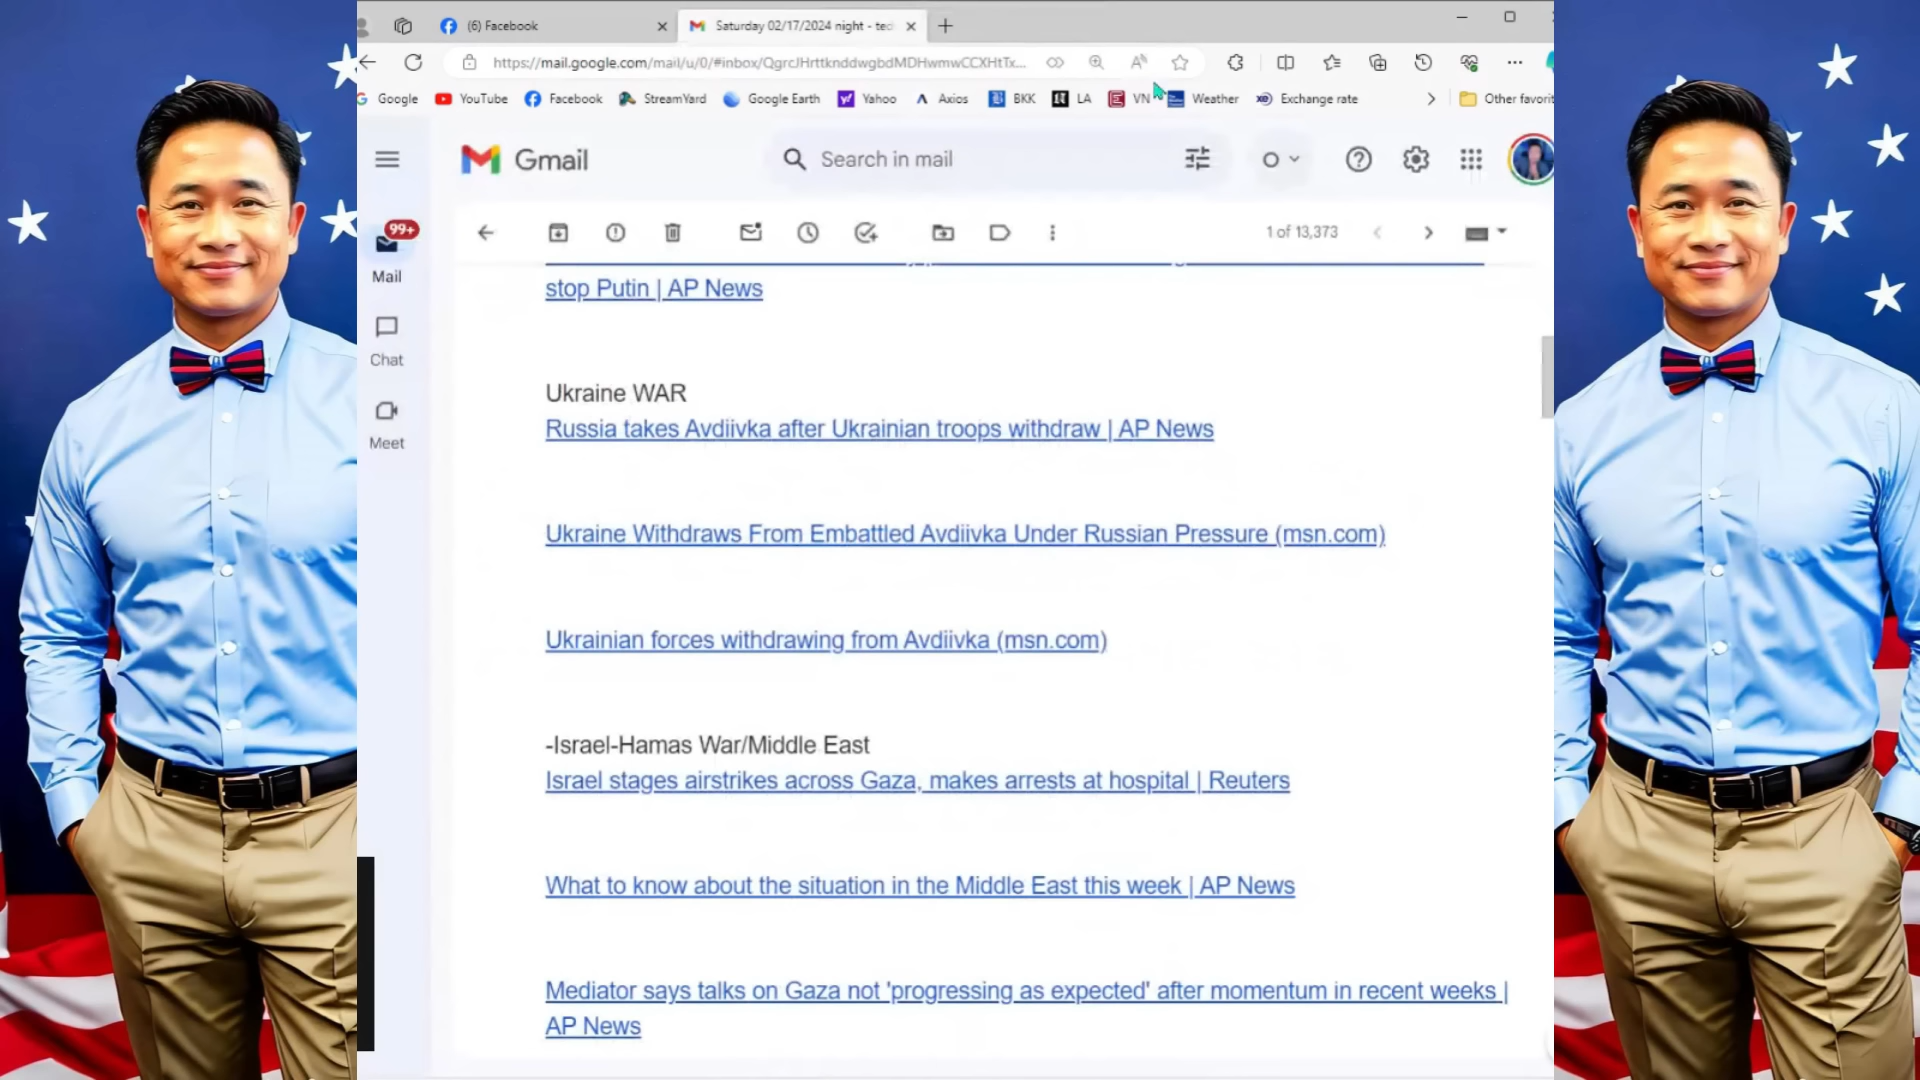 (6) Facebook
Saturday 02/17/2024 night - tec
https://mail.google.com/mail/u/0/#inbox/QgrcJHrttknddwgbdMDHwmwCCXHtTx...
Google YouTube Facebook StreamYard Google Earth Yahoo Axios BKK LA VN Weather Exchange rate Other favorit
Gmail
Search in mail
99+
Mail
Chat
Meet
1 of 13,373
stop Putin | AP News
Ukraine WAR
Russia takes Avdiivka after Ukrainian troops withdraw | AP News
Ukraine Withdraws From Embattled Avdiivka Under Russian Pressure (msn.com)
Ukrainian forces withdrawing from Avdiivka (msn.com)
-Israel-Hamas War/Middle East
Israel stages airstrikes across Gaza, makes arrests at hospital | Reuters
What to know about the situation in the Middle East this week | AP News
Mediator says talks on Gaza not 'progressing as expected' after momentum in recent weeks |
AP News